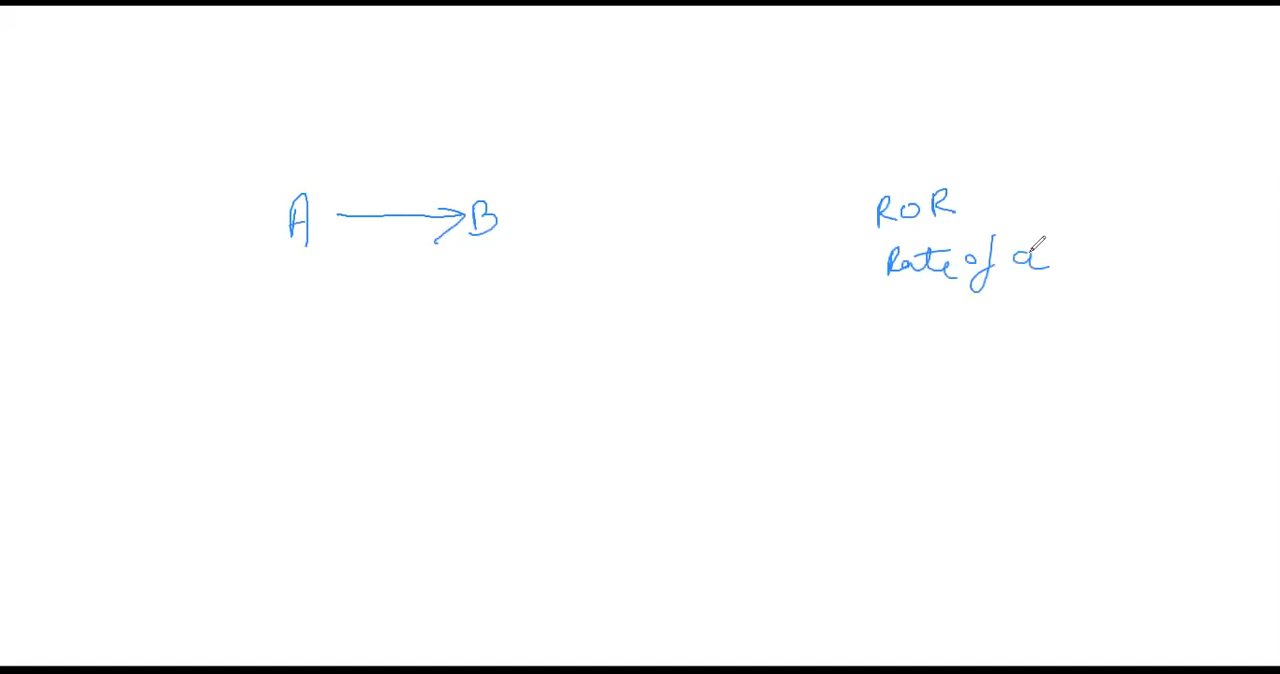 A → B
ROR
Rate of d